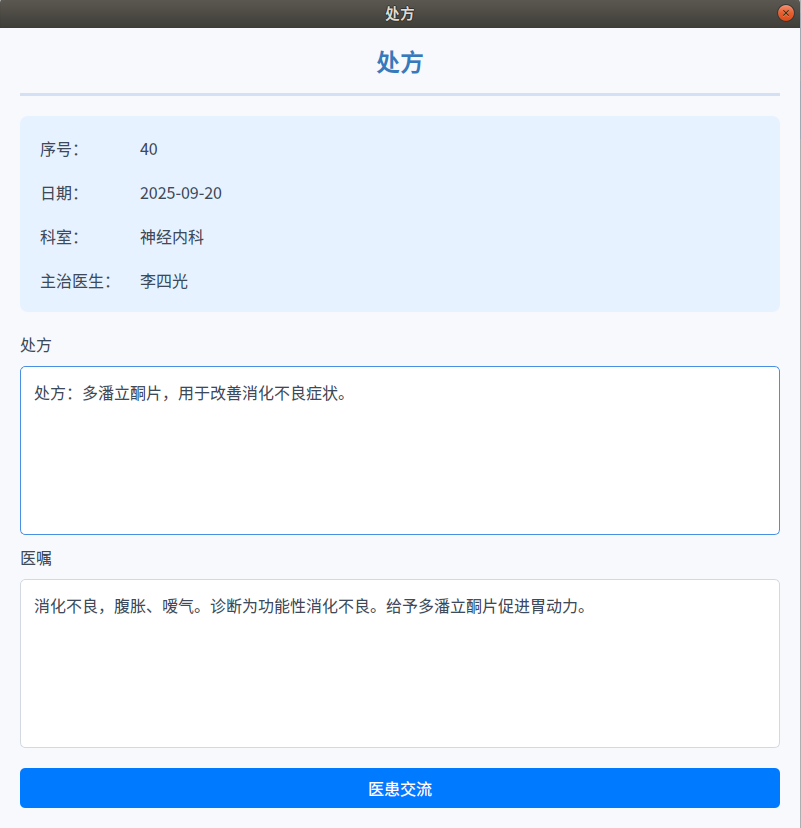 处方
处方
序号： 40
日期： 2025-09-20
科室： 神经内科
主治医生： 李四光
处方
处方：多潘立酮片，用于改善消化不良症状。
医嘱
消化不良，腹胀、嗳气。诊断为功能性消化不良。给予多潘立酮片促进胃动力。
医患交流